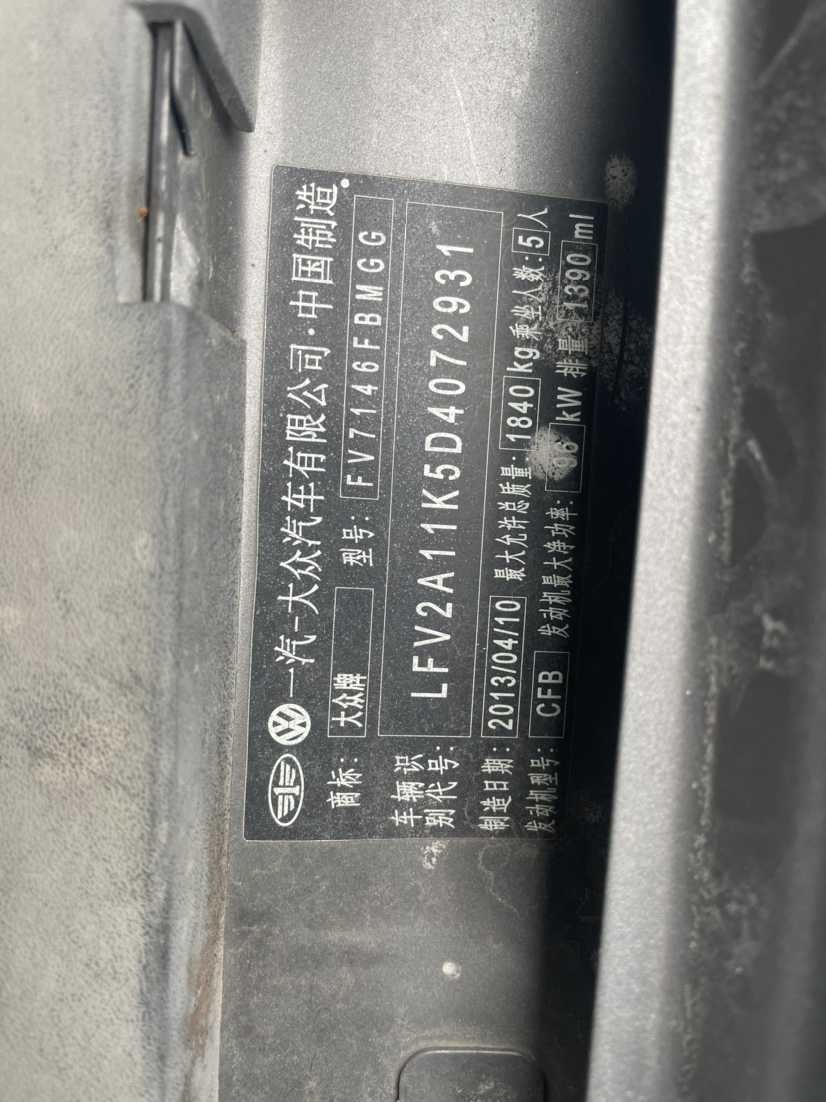 一汽-大众汽车有限公司·中国制造
商标: 大众牌 型号: FV7146FBMGG
车辆识别代号: LFV2A11K5D4072931
制造日期: 2013/04/10 最大允许总质量: 1840 kg 乘坐人数: 5 人
发动机型号: CFB 发动机最大净功率: 96 kW 排量: 1390 ml